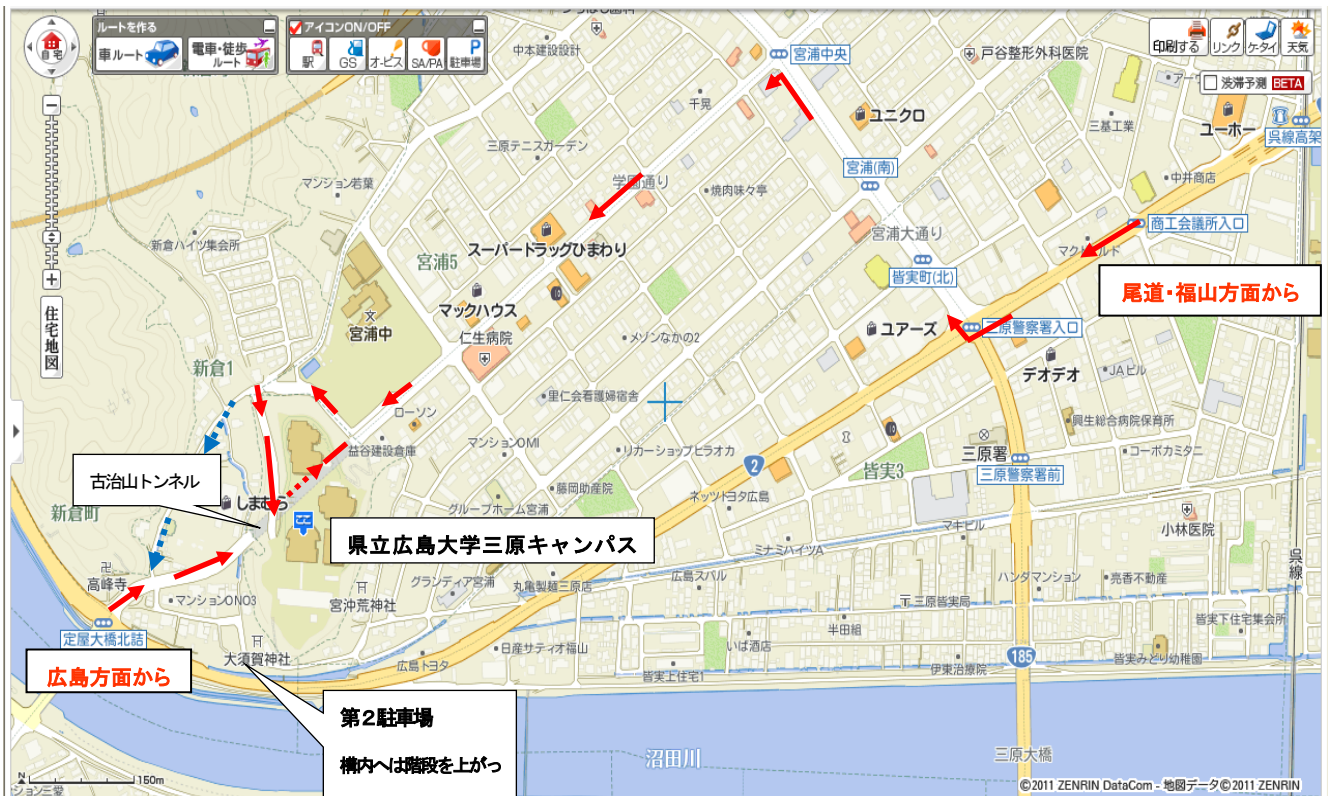 ルートを作る
車ルート
電車・徒歩
ルート
アイコンON/OFF
駅
GS
オービス
SA/PA
駐車場
自宅
印刷する
リンク
ケータイ
天気
渋滞予測 BETA
住宅地図
中本建設設計
宮浦中央
戸谷整形外科医院
千晃
ユニクロ
三基工業
ユーホー
呉線高架
三原テニスガーデン
宮浦(南)
マンション若葉
学園通り
焼肉味々亭
中井商店
商工会議所入口
新倉ハイツ集会所
スーパードラッグひまわり
宮浦大通り
宮浦5
皆実町(北)
尾道・福山方面から
マックハウス
宮浦中
仁生病院
メゾンなかの2
ユアーズ
三原警察署入口
デオデオ
JAビル
新倉1
里仁会看護婦宿舎
ローソン
興生総合病院保育所
益谷建設倉庫
マンションOMI
リカーショップヒラオカ
2
皆実3
三原署
三原警察署前
コーポカミタニ
古治山トンネル
しまむら
新倉町
藤岡助産院
ネッツトヨタ広島
グループホーム宮浦
マキビル
小林医院
県立広島大学三原キャンパス
ミナミハイツA
呉線
高峰寺
マンションONO3
グランディア宮浦
丸亀製麺三原店
広島スバル
ハンダマンション
亮香不動産
宮沖荒神社
三原皆実局
定屋大橋北詰
半田組
皆実下住宅集会所
大須賀神社
広島トヨタ
日産サティオ福山
いば酒店
185
皆実みどり幼稚園
広島方面から
皆実上住宅1
伊東治療院
第2駐車場
構内へは階段を上がっ
沼田川
三原大橋
N
150m
©2011 ZENRIN DataCom - 地図データ©2011 ZENRIN